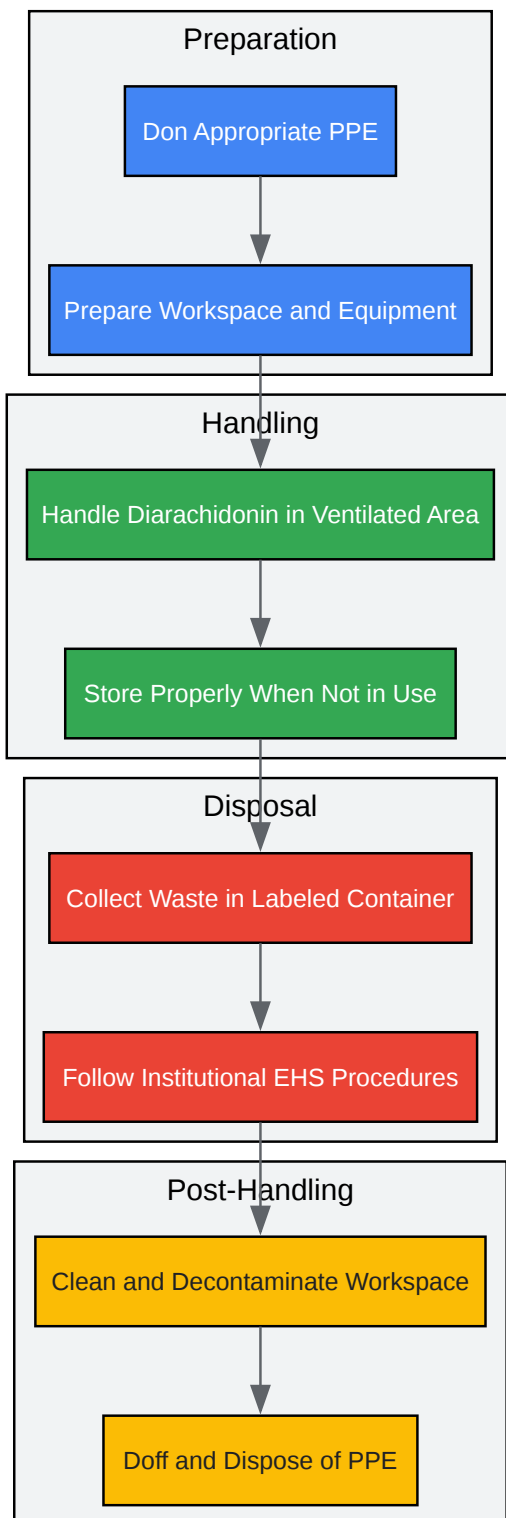 Preparation
Don Appropriate PPE
Prepare Workspace and Equipment
Handling
Handle Diarachidonin in Ventilated Area
Store Properly When Not in Use
Disposal
Collect Waste in Labeled Container
Follow Institutional EHS Procedures
Post-Handling
Clean and Decontaminate Workspace
Doff and Dispose of PPE